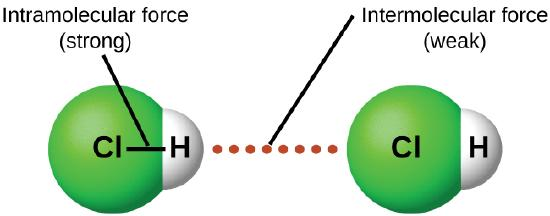 Intramolecular force
(strong)
Intermolecular force
(weak)
Cl H
Cl H